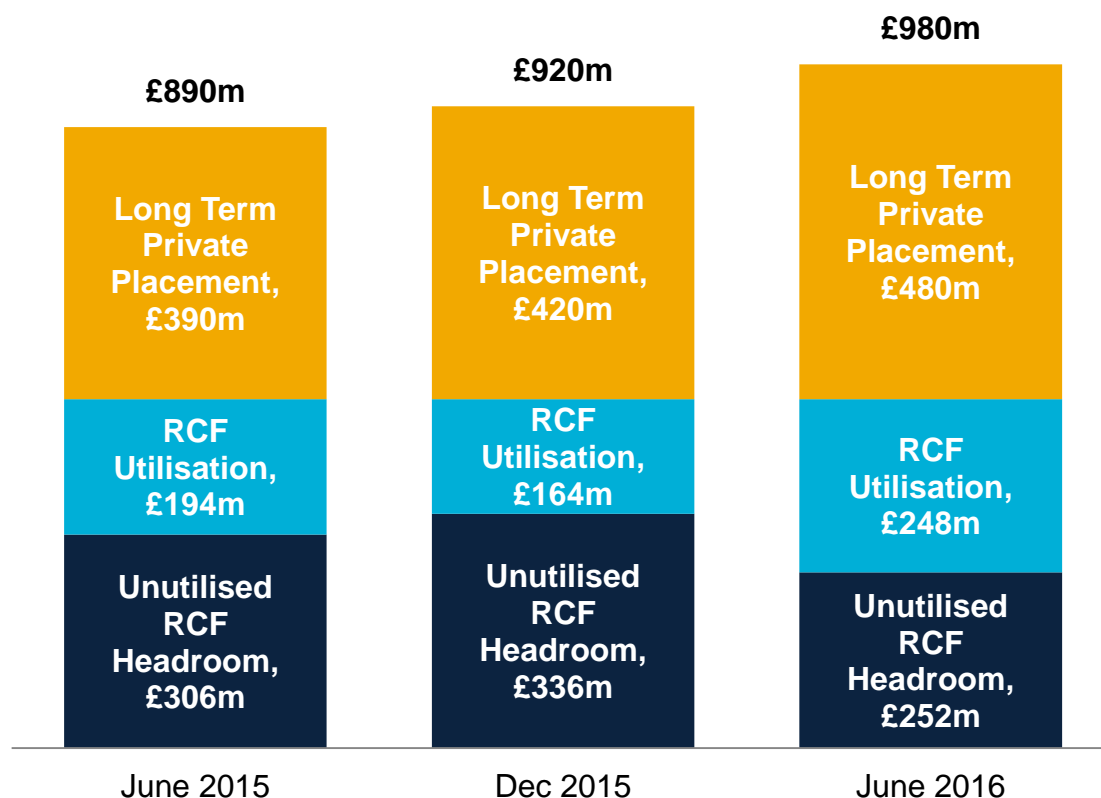 £890m
Long Term
Private
Placement,
£390m
RCF
Utilisation,
£194m
Unutilised
RCF
Headroom,
£306m
June 2015
£920m
Long Term
Private
Placement,
£420m
RCF
Utilisation,
£164m
Unutilised
RCF
Headroom,
£336m
Dec 2015
£980m
Long Term
Private
Placement,
£480m
RCF
Utilisation,
£248m
Unutilised
RCF
Headroom,
£252m
June 2016